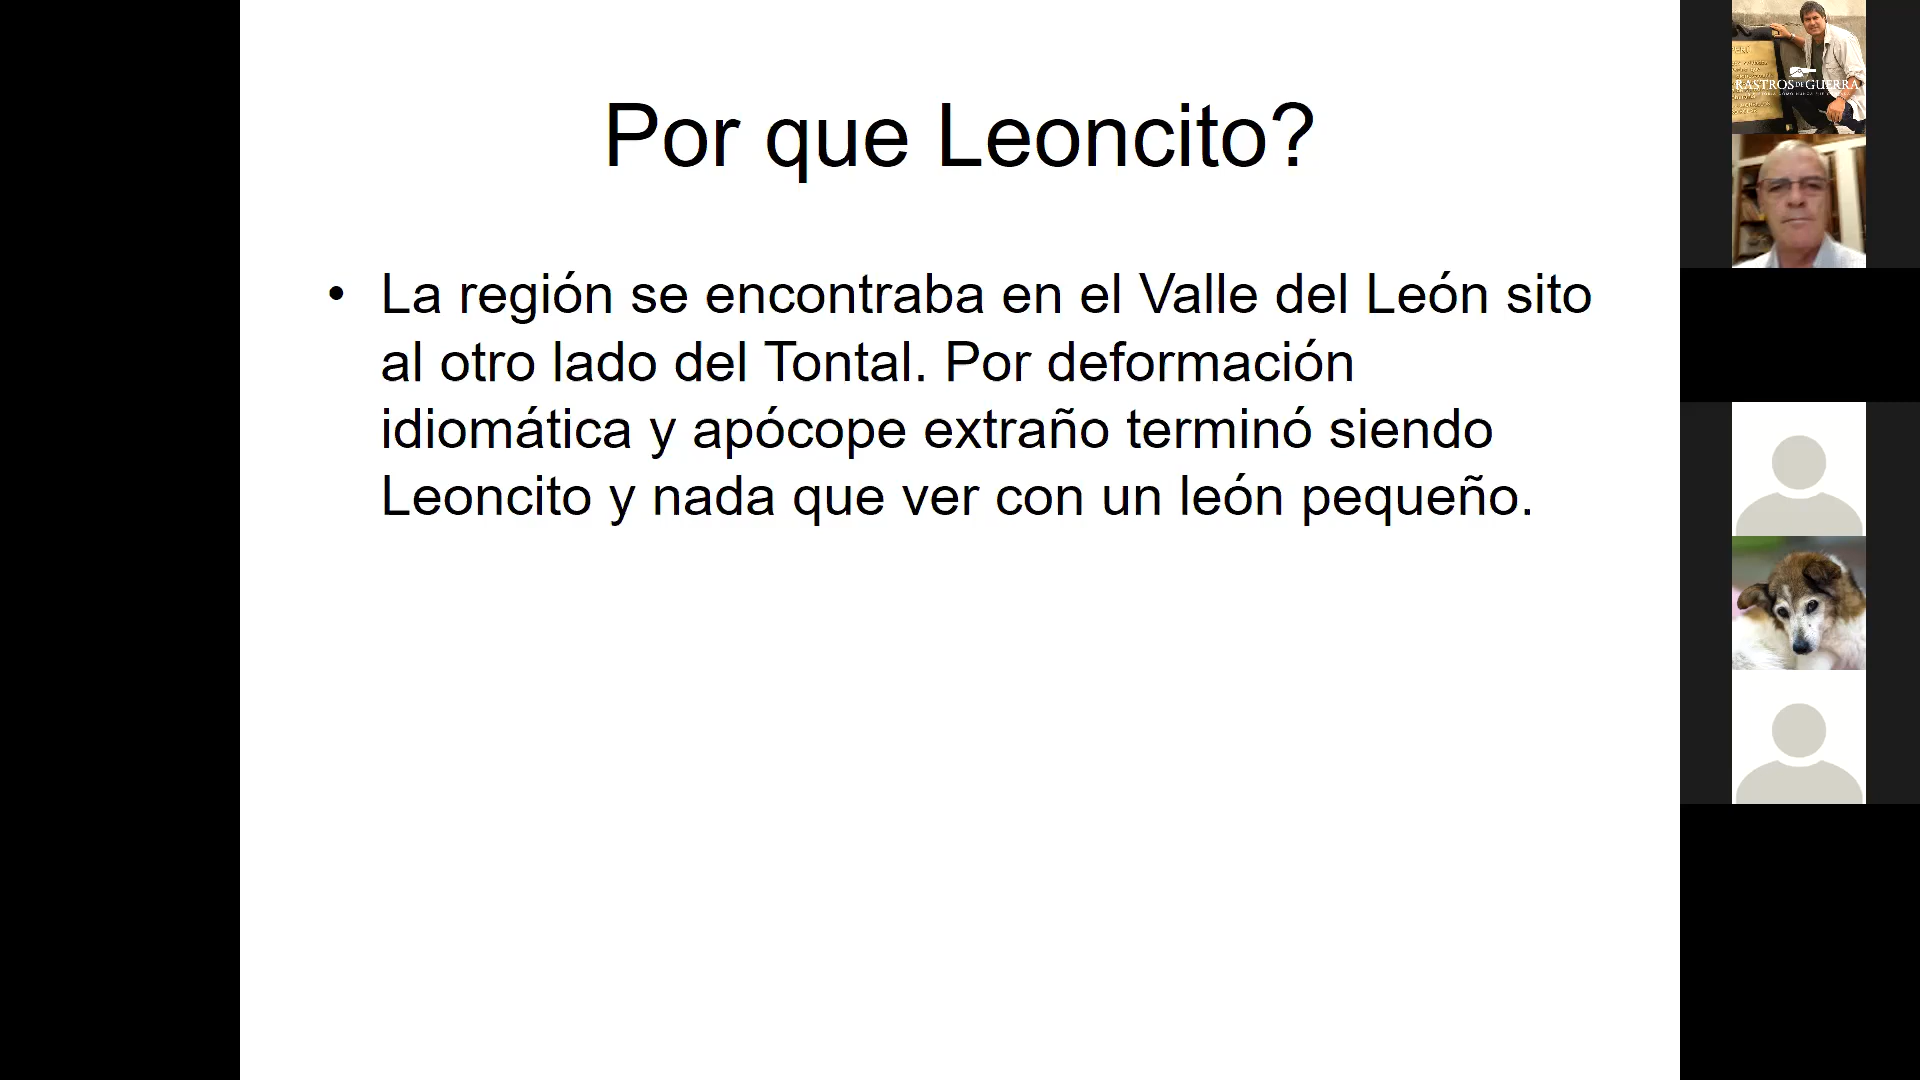 Por que Leoncito?
• La región se encontraba en el Valle del León sito
al otro lado del Tontal. Por deformación
idiomática y apócope extraño terminó siendo
Leoncito y nada que ver con un león pequeño.
RASTROS DE GUERRA